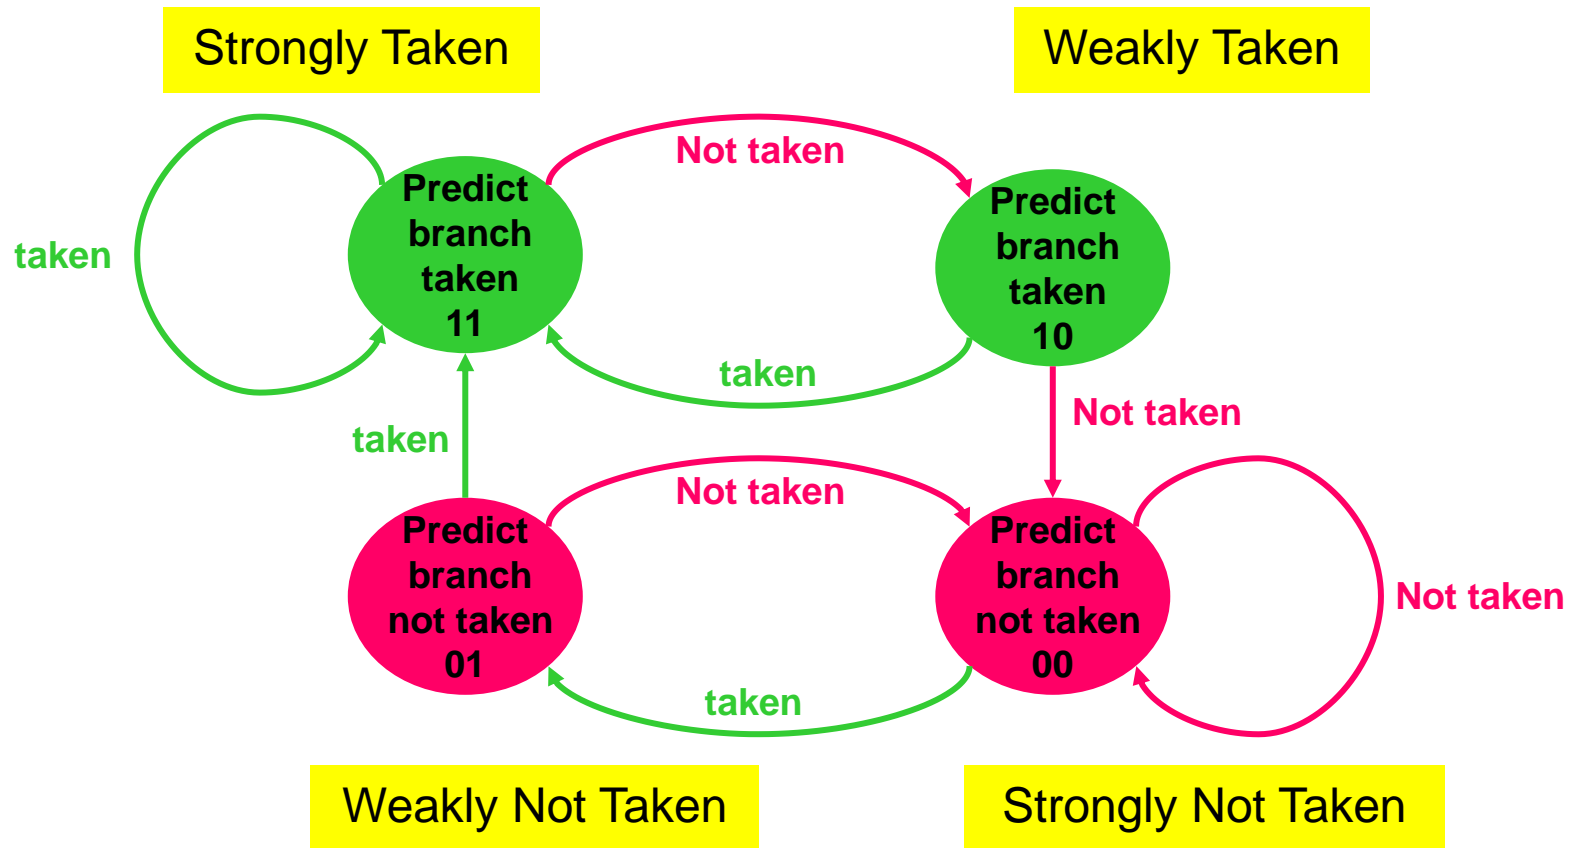 Strongly Taken
Weakly Taken
Not taken
Predict
branch
taken
11
Predict
branch
taken
10
taken
taken
Not taken
taken
Not taken
Predict
branch
not taken
01
Predict
branch
not taken
00
Not taken
taken
Weakly Not Taken
Strongly Not Taken